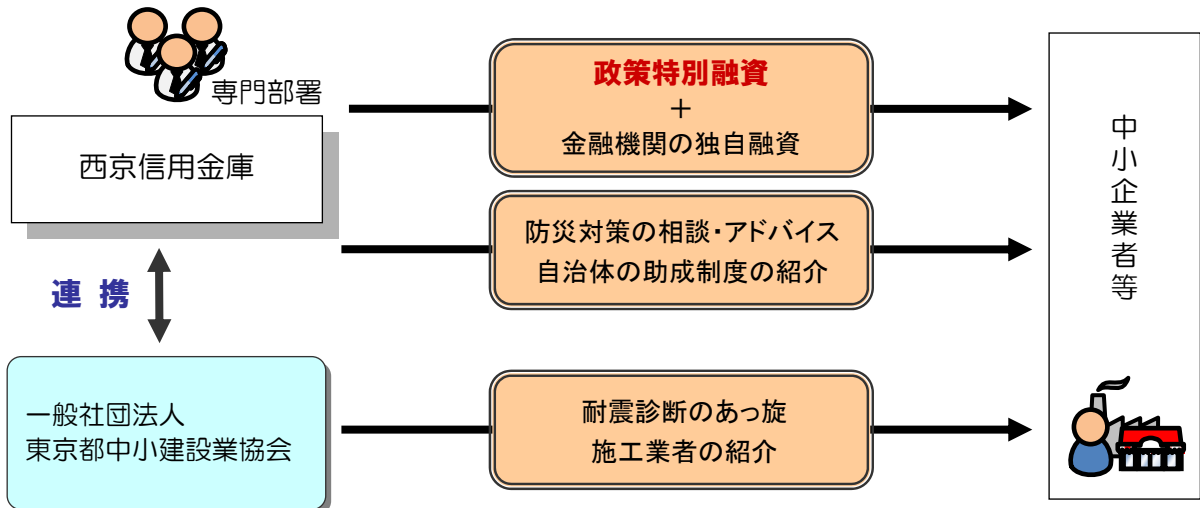 専門部署
西京信用金庫
連 携
一般社団法人
東京都中小建設業協会
政策特別融資
＋
金融機関の独自融資
防災対策の相談・アドバイス
自治体の助成制度の紹介
耐震診断のあっ旋
施工業者の紹介
中小企業者等